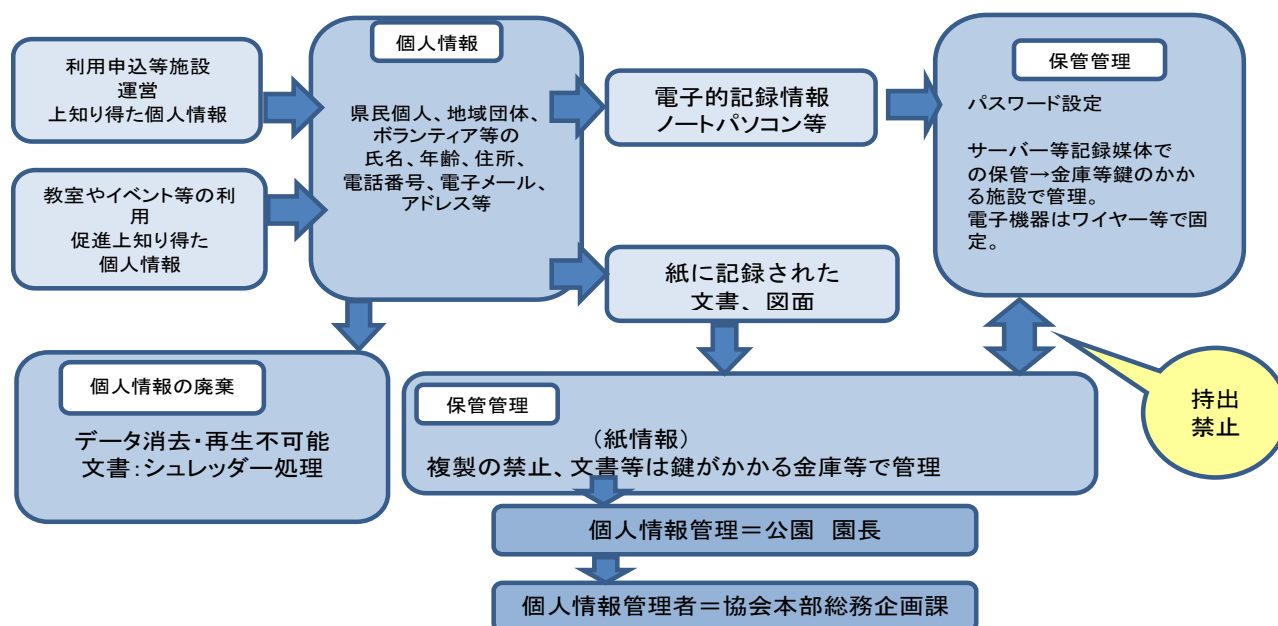 利用申込等施設
運営
上知り得た個人情報
教室やイベント等の利
用
促進上知り得た
個人情報
個人情報
県民個人、地域団体、
ボランティア等の
氏名、年齢、住所、
電話番号、電子メール、
アドレス等
電子的記録情報
ノートパソコン等
紙に記録された
文書、図面
保管管理
パスワード設定
サーバー等記録媒体で
の保管→金庫等鍵のかか
る施設で管理。
電子機器はワイヤー等で固
定。
持出
禁止
個人情報の廃棄
データ消去・再生不可能
文書:シュレッダー処理
保管管理
（紙情報）
複製の禁止、文書等は鍵がかかる金庫等で管理
個人情報管理＝公園　園長
個人情報管理者＝協会本部総務企画課